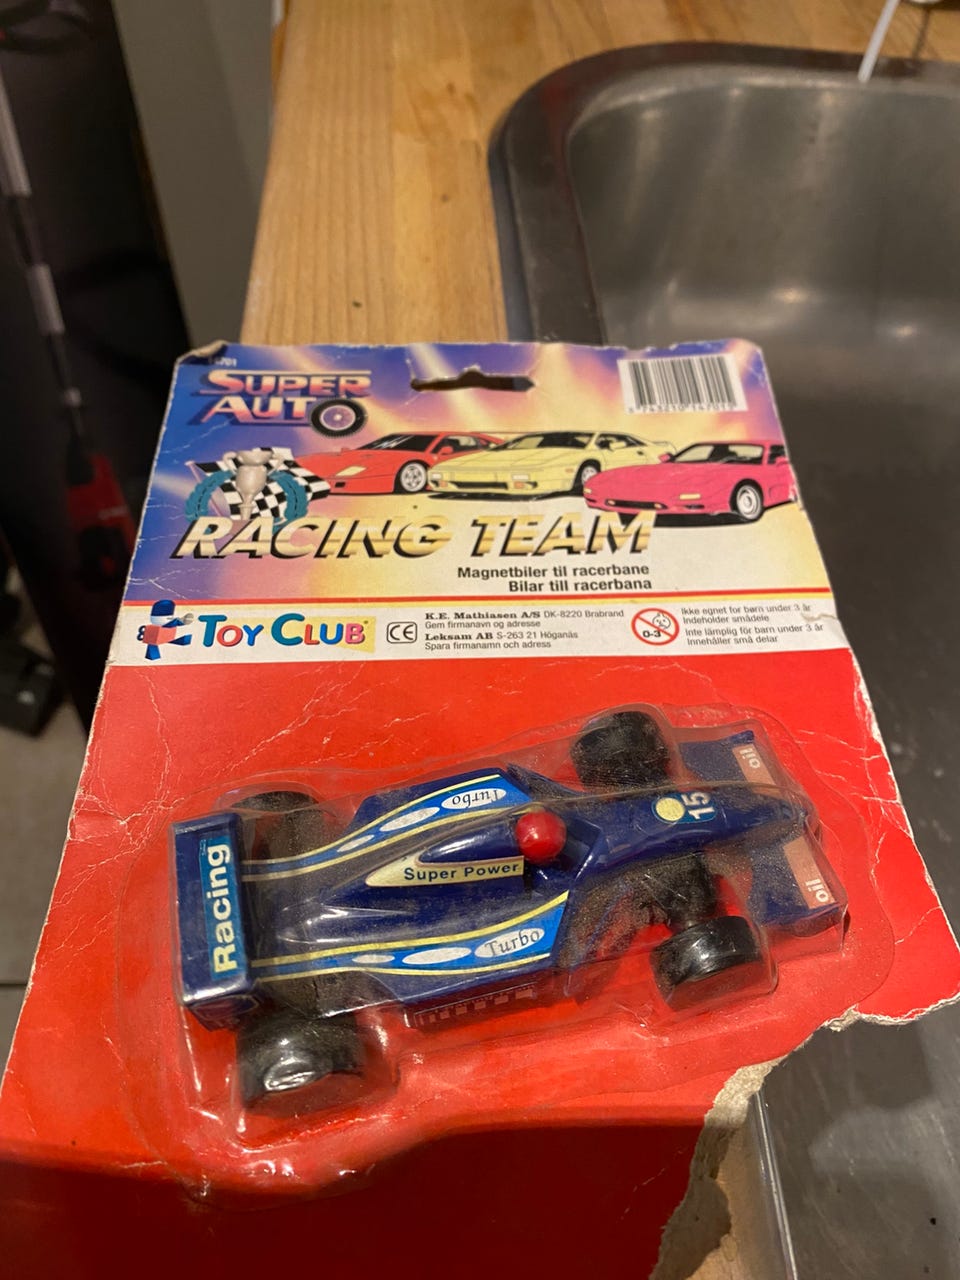 SUPER
AUTO
RACING TEAM
Magnetbiler til racerbane
Bilar till racerbana
TOY CLUB
CE
K.E. Mathiasen A/S DK-8220 Brabrand
Gem firmanavn og adresse
Leksam AB S-263 21 Höganäs
Spara firmanamn och adress
0-3
Ikke egnet for børn under 3 år
Indeholder smådele
Inte lämplig för barn under 3 år
Innehåller små delar
Turbo
oil
15
Super Power
Racing
Turbo
oil